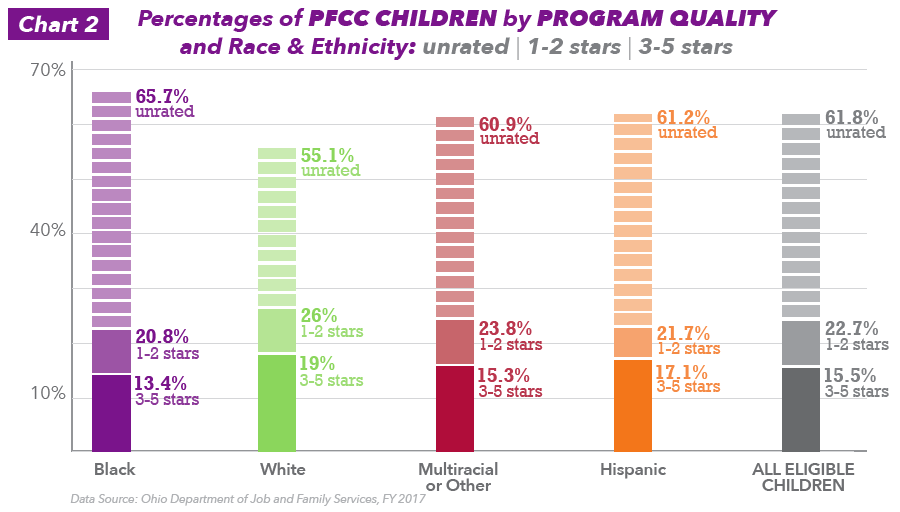 Chart 2
Percentages of PFCC CHILDREN by PROGRAM QUALITY
and Race & Ethnicity: unrated | 1-2 stars | 3-5 stars
70%
40%
10%
65.7%
unrated
20.8%
1-2 stars
13.4%
3-5 stars
55.1%
unrated
26%
1-2 stars
19%
3-5 stars
60.9%
unrated
23.8%
1-2 stars
15.3%
3-5 stars
61.2%
unrated
21.7%
1-2 stars
17.1%
3-5 stars
61.8%
unrated
22.7%
1-2 stars
15.5%
3-5 stars
Black
White
Multiracial
or Other
Hispanic
ALL ELIGIBLE
CHILDREN
Data Source: Ohio Department of Job and Family Services, FY 2017